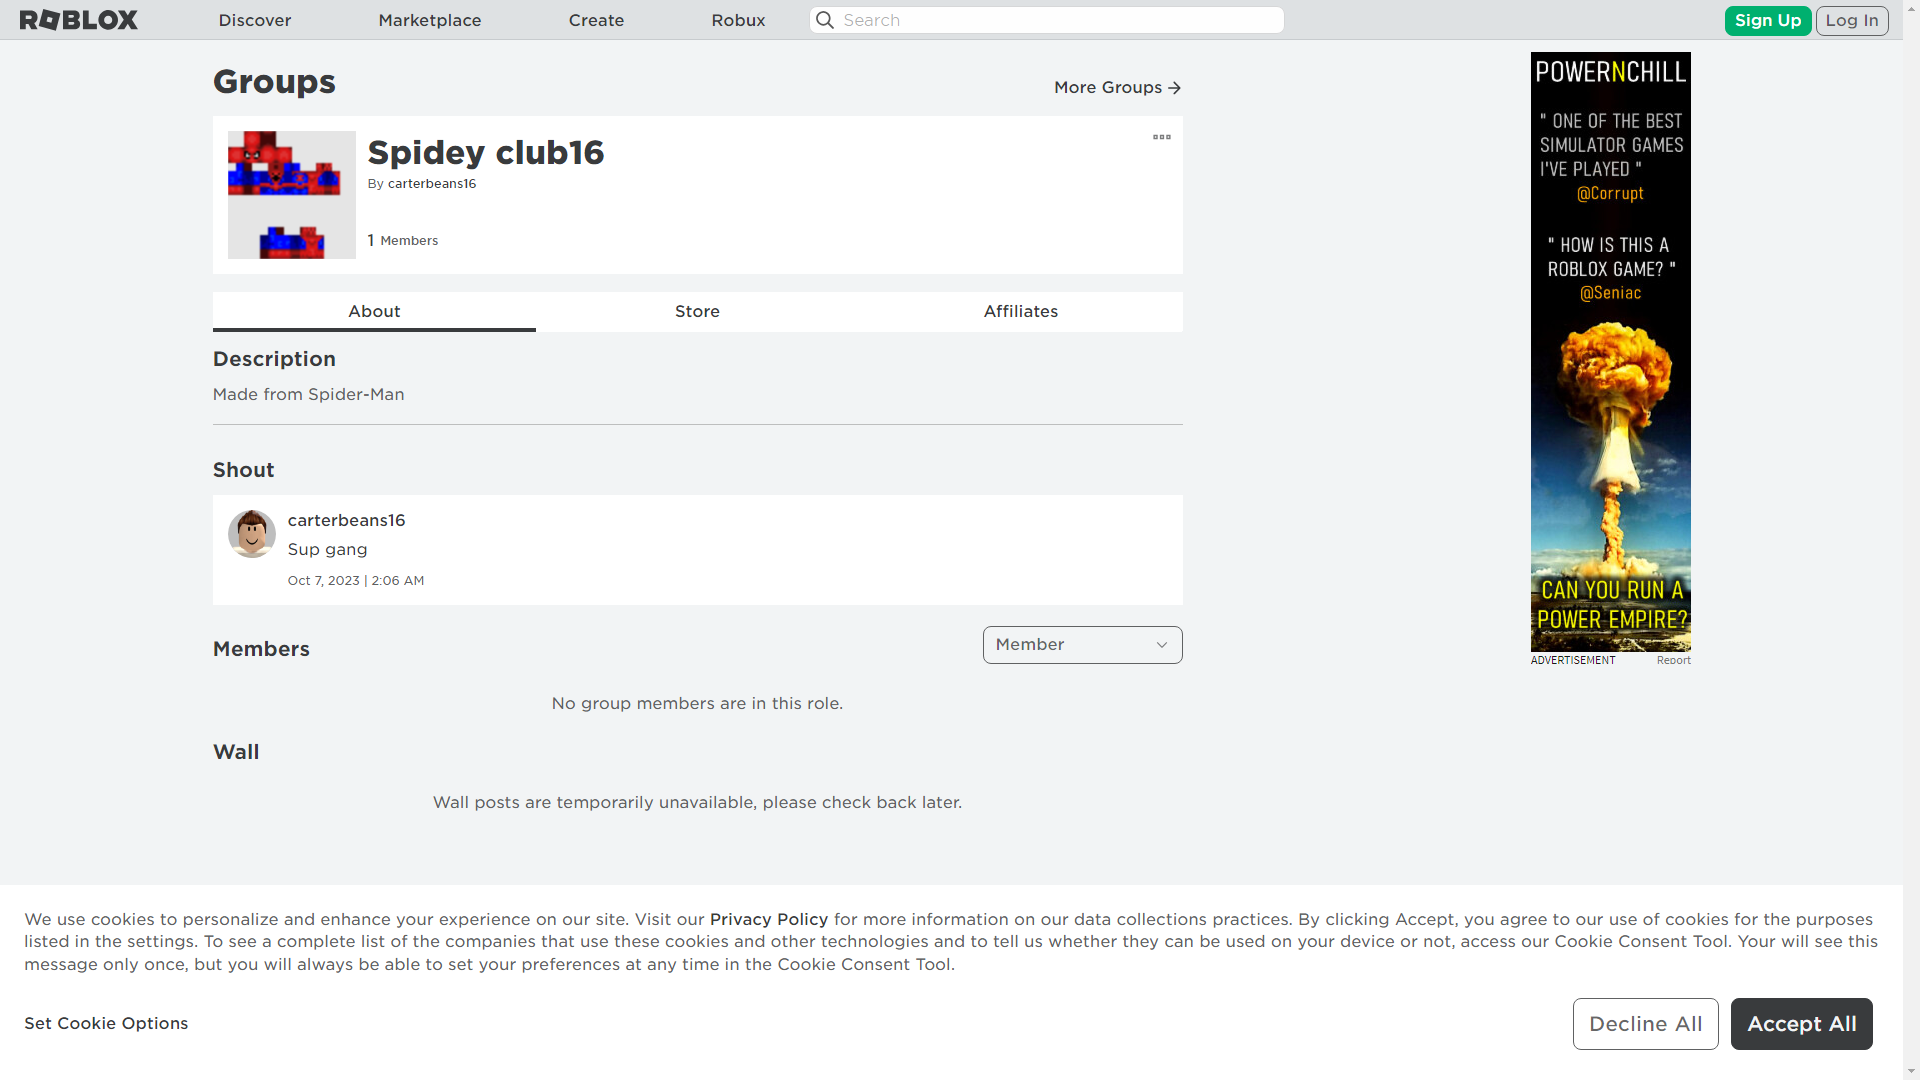 ROBLOX
Discover
Marketplace
Create
Robux
Search
Sign Up
Log In
Groups
More Groups
Spidey club16
By carterbeans16
1 Members
About
Store
Affiliates
Description
Made from Spider-Man
Shout
carterbeans16
Sup gang
Oct 7, 2023 | 2:06 AM
Members
Member
No group members are in this role.
Wall
Wall posts are temporarily unavailable, please check back later.
POWERNCHILL
" ONE OF THE BEST
SIMULATOR GAMES
I'VE PLAYED "
@Corrupt
" HOW IS THIS A
ROBLOX GAME? "
@Seniac
CAN YOU RUN A
POWER EMPIRE?
ADVERTISEMENT
Report
We use cookies to personalize and enhance your experience on our site. Visit our Privacy Policy for more information on our data collections practices. By clicking Accept, you agree to our use of cookies for the purposes
listed in the settings. To see a complete list of the companies that use these cookies and other technologies and to tell us whether they can be used on your device or not, access our Cookie Consent Tool. Your will see this
message only once, but you will always be able to set your preferences at any time in the Cookie Consent Tool.
Set Cookie Options
Decline All
Accept All